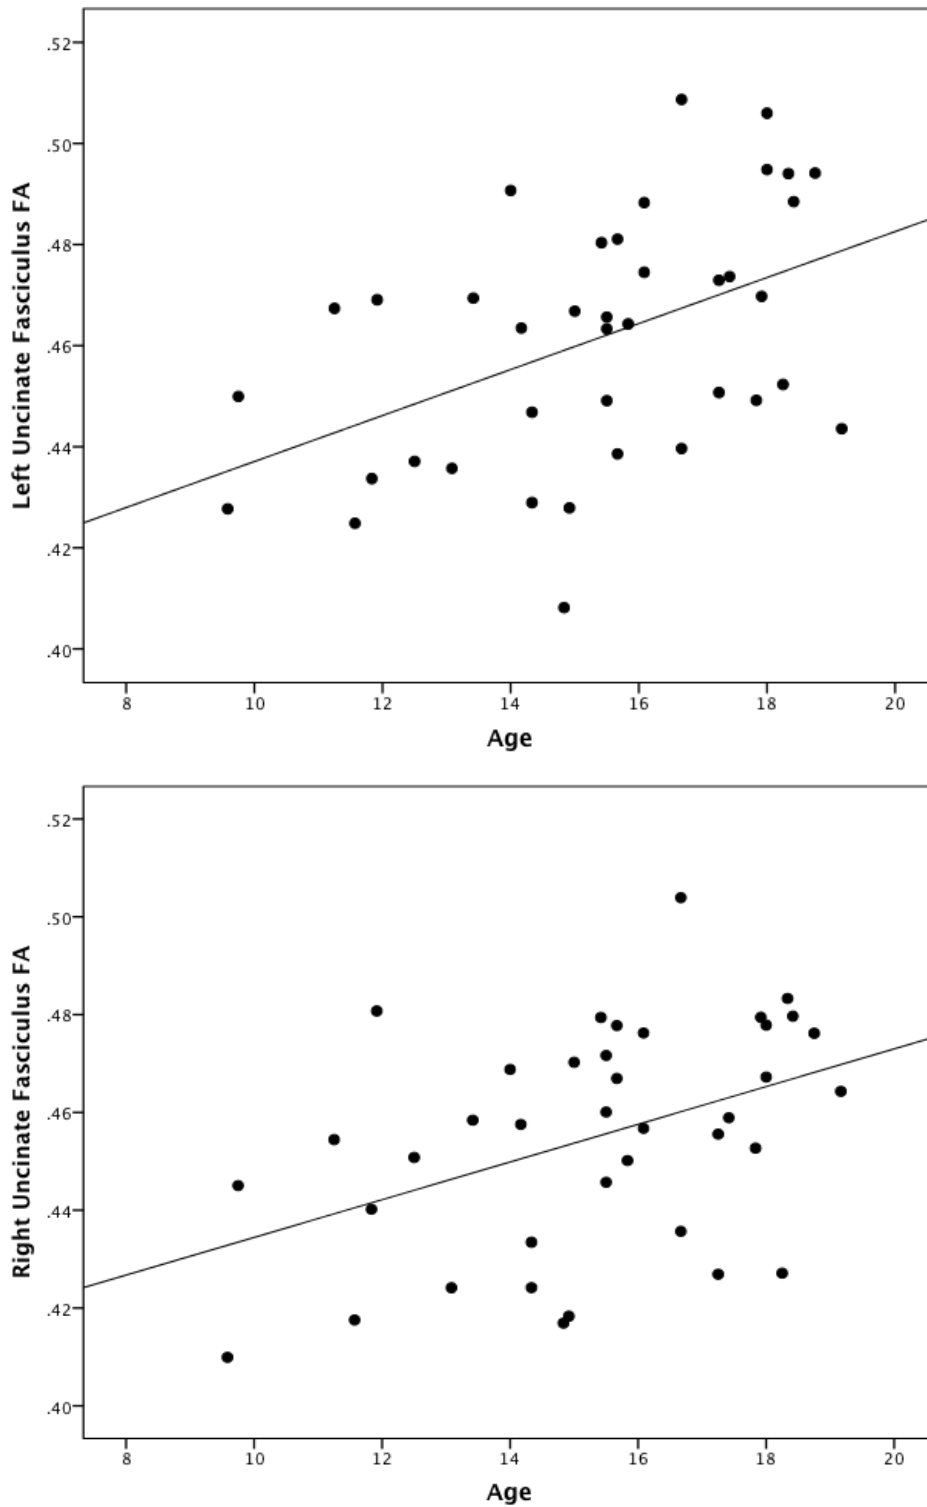 Left Uncinate Fasciculus FA
.52
.50
.48
.46
.44
.42
.40
8 10 12 14 16 18 20
Age
Right Uncinate Fasciculus FA
.52
.50
.48
.46
.44
.42
.40
8 10 12 14 16 18 20
Age